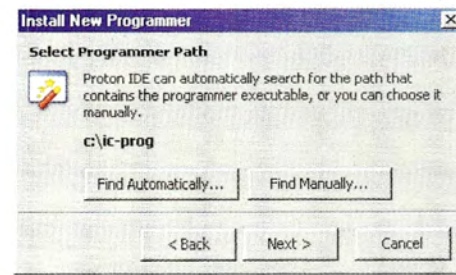 Install New Programmer
Select Programmer Path
Proton IDE can automatically search for the path that
contains the programmer executable, or you can choose it
manually.
c:\ic-prog
Find Automatically...
Find Manually...
< Back
Next >
Cancel